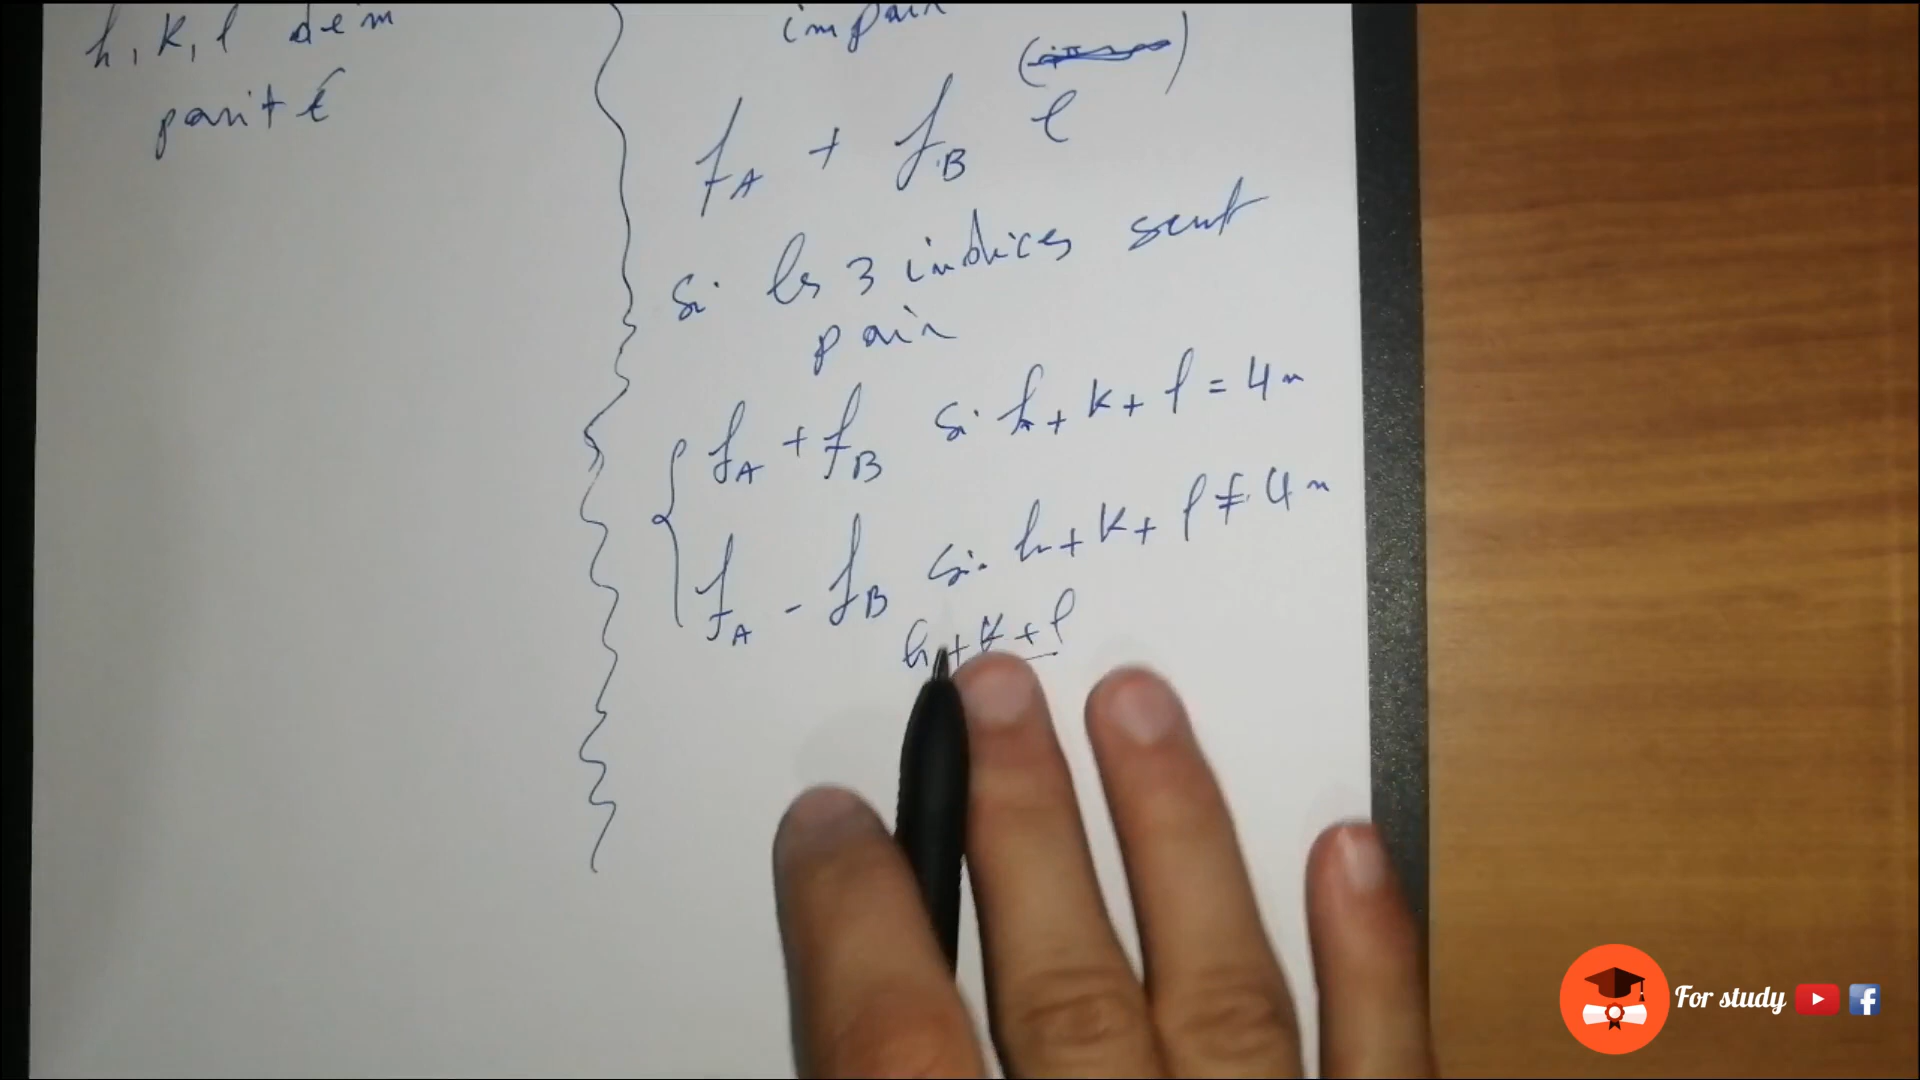 h, k, l de m
parité
impair
f_A + f_B e
si les 3 indices sont
pair
f_A + f_B si h + k + l = 4n
f_A - f_B si h + k + l ≠ 4n
h + k + l
For study